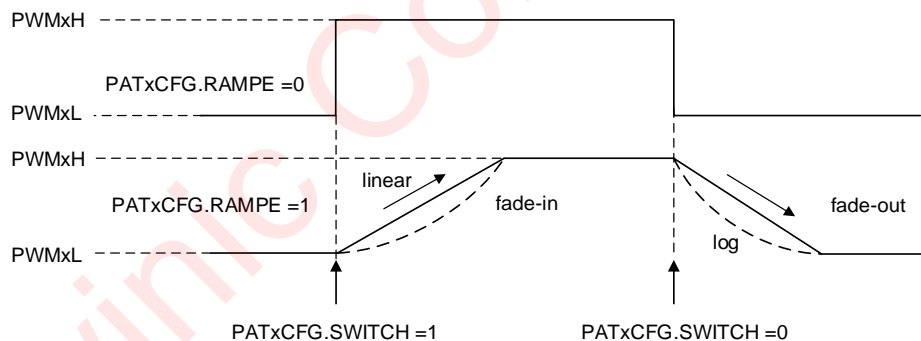 PWMxH
PATxCFG.RAMPE =0
PWMxL
PWMxH
linear
PATxCFG.RAMPE =1
fade-in
fade-out
log
PWMxL
PATxCFG.SWITCH =1
PATxCFG.SWITCH =0